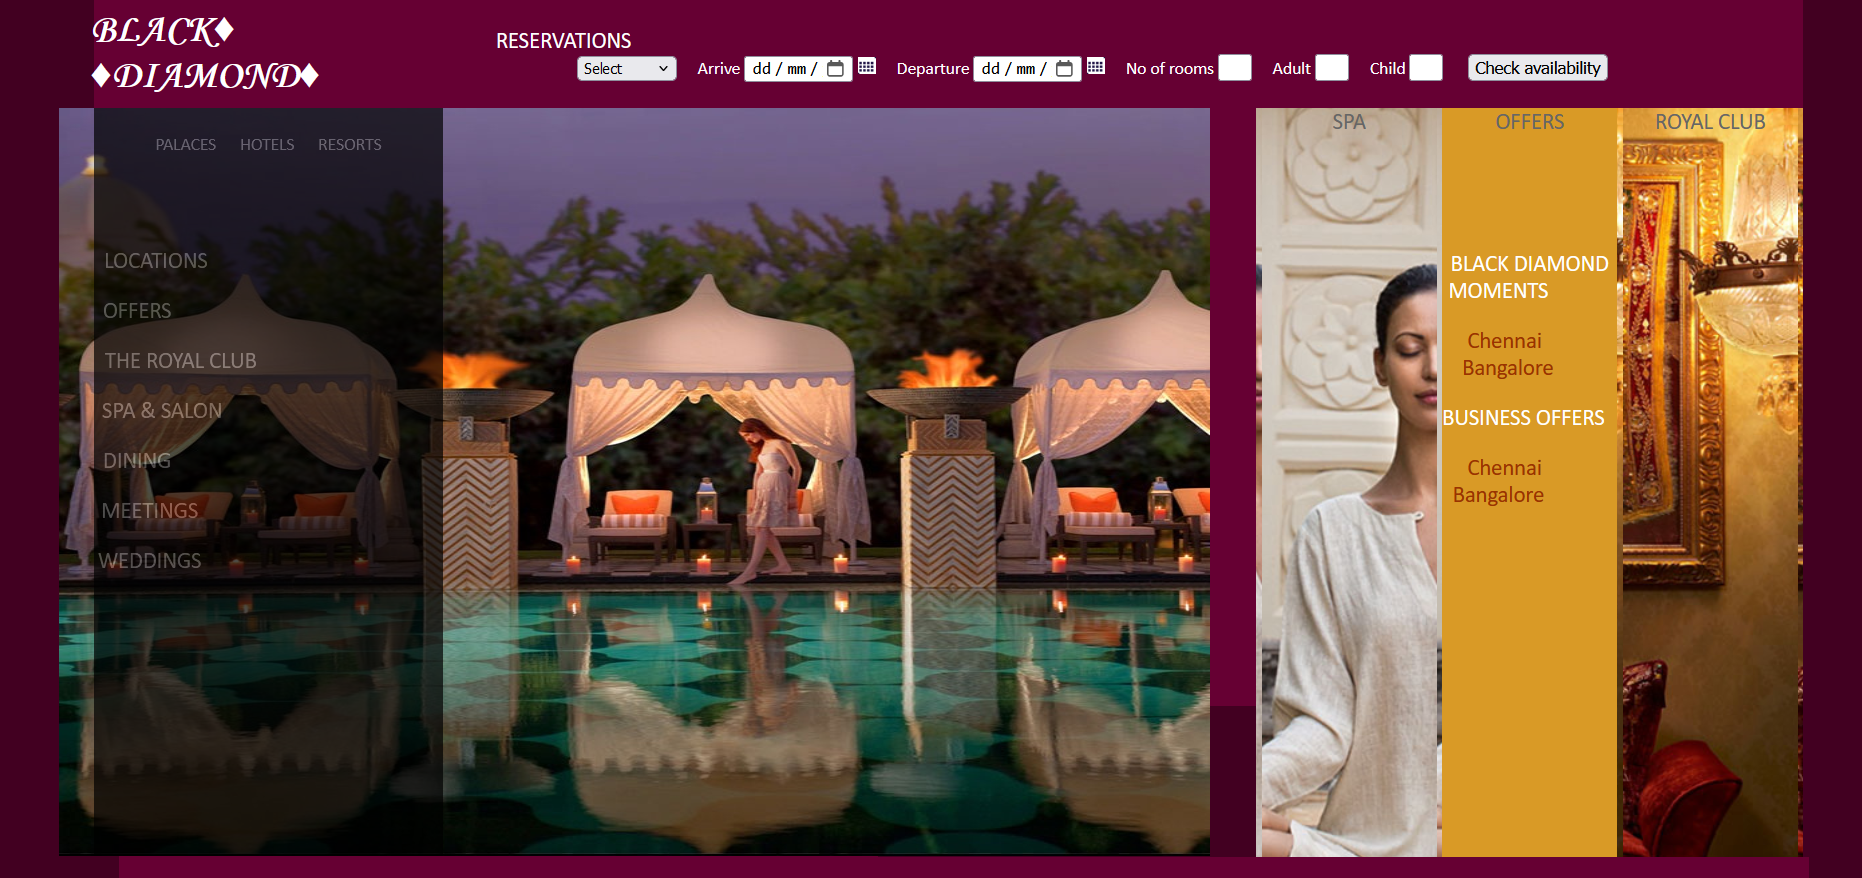 BLACK♦
♦DIAMOND♦
RESERVATIONS
Select
Arrive dd / mm /
Departure dd / mm /
No of rooms
Adult
Child
Check availability
PALACES HOTELS RESORTS
LOCATIONS
OFFERS
THE ROYAL CLUB
SPA & SALON
DINING
MEETINGS
WEDDINGS
SPA
OFFERS
BLACK DIAMOND
MOMENTS
Chennai
Bangalore
BUSINESS OFFERS
Chennai
Bangalore
ROYAL CLUB